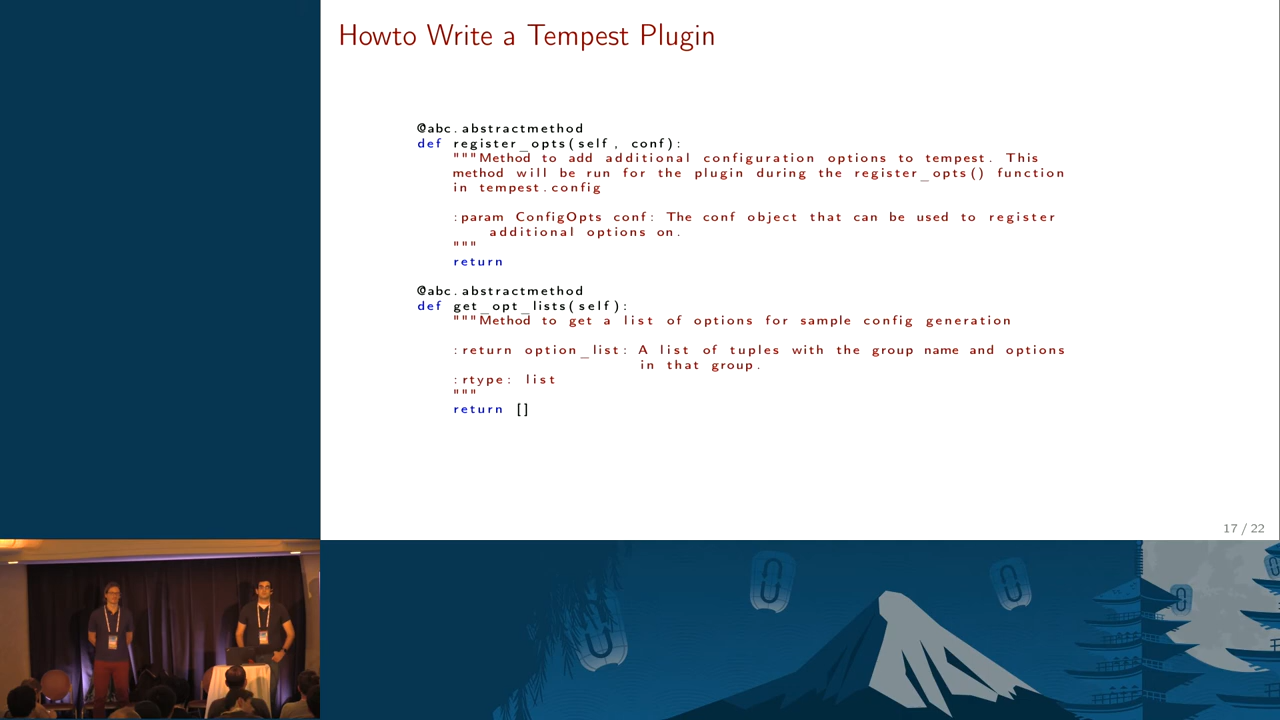 Howto Write a Tempest Plugin
@abc.abstractmethod
def register_opts(self, conf):
"""Method to add additional configuration options to tempest. This
method will be run for the plugin during the register_opts() function
in tempest.config
:param ConfigOpts conf: The conf object that can be used to register
additional options on.
"""
return
@abc.abstractmethod
def get_opt_lists(self):
"""Method to get a list of options for sample config generation
:return option_list: A list of tuples with the group name and options
in that group.
:rtype: list
"""
return []
17 / 22